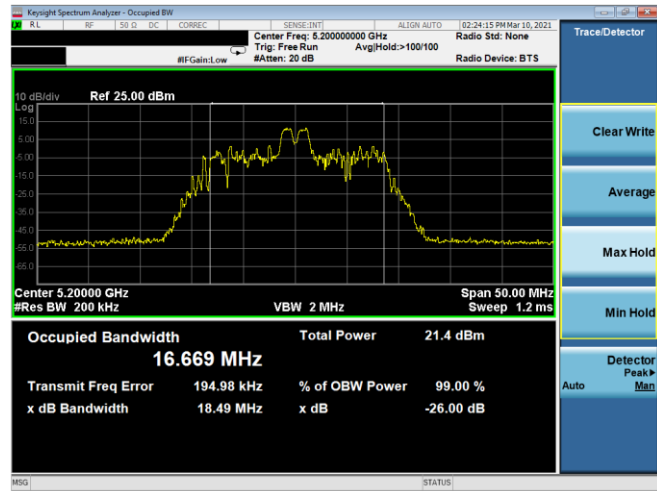 Keysight Spectrum Analyzer - Occupied BW
RL RF 50 Ω DC CORREC SENSE:INT ALIGN AUTO 02:24:15 PM Mar 10, 2021
Center Freq: 5.200000000 GHz Radio Std: None
Trig: Free Run Avg|Hold:>100/100
#IFGain:Low #Atten: 20 dB Radio Device: BTS
Trace/Detector
10 dB/div Ref 25.00 dBm
Log
15.0
5.00
-5.00
-15.0
-25.0
-35.0
-45.0
-55.0
-65.0
Center 5.20000 GHz Span 50.00 MHz
#Res BW 200 kHz VBW 2 MHz Sweep 1.2 ms
Occupied Bandwidth Total Power 21.4 dBm
16.669 MHz
Transmit Freq Error 194.98 kHz % of OBW Power 99.00 %
x dB Bandwidth 18.49 MHz x dB -26.00 dB
Clear Write
Average
Max Hold
Min Hold
Detector
Peak▶
Auto Man
MSG STATUS